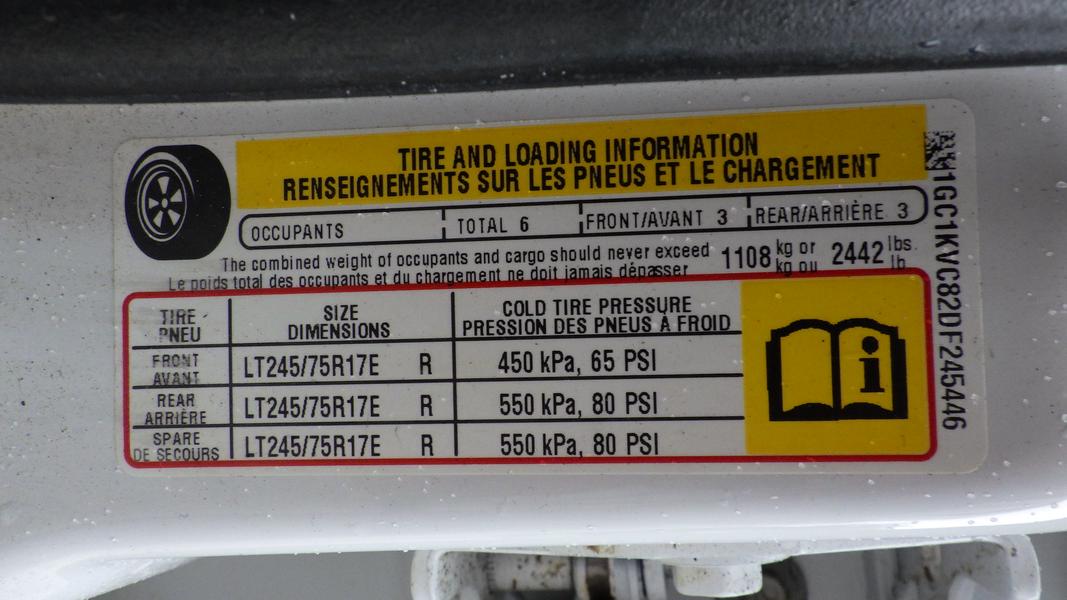 TIRE AND LOADING INFORMATION
RENSEIGNEMENTS SUR LES PNEUS ET LE CHARGEMENT
OCCUPANTS TOTAL 6 FRONT/AVANT 3 REAR/ARRIÈRE 3
The combined weight of occupants and cargo should never exceed 1108 kg or 2442 lbs.
Le poids total des occupants et du chargement ne doit jamais dépasser kg ou lb
TIRE SIZE COLD TIRE PRESSURE
PNEU DIMENSIONS PRESSION DES PNEUS À FROID
FRONT
AVANT LT245/75R17E R 450 kPa, 65 PSI
REAR
ARRIÈRE LT245/75R17E R 550 kPa, 80 PSI
SPARE
DE SECOURS LT245/75R17E R 550 kPa, 80 PSI
i
1GC1KVC82DF245446